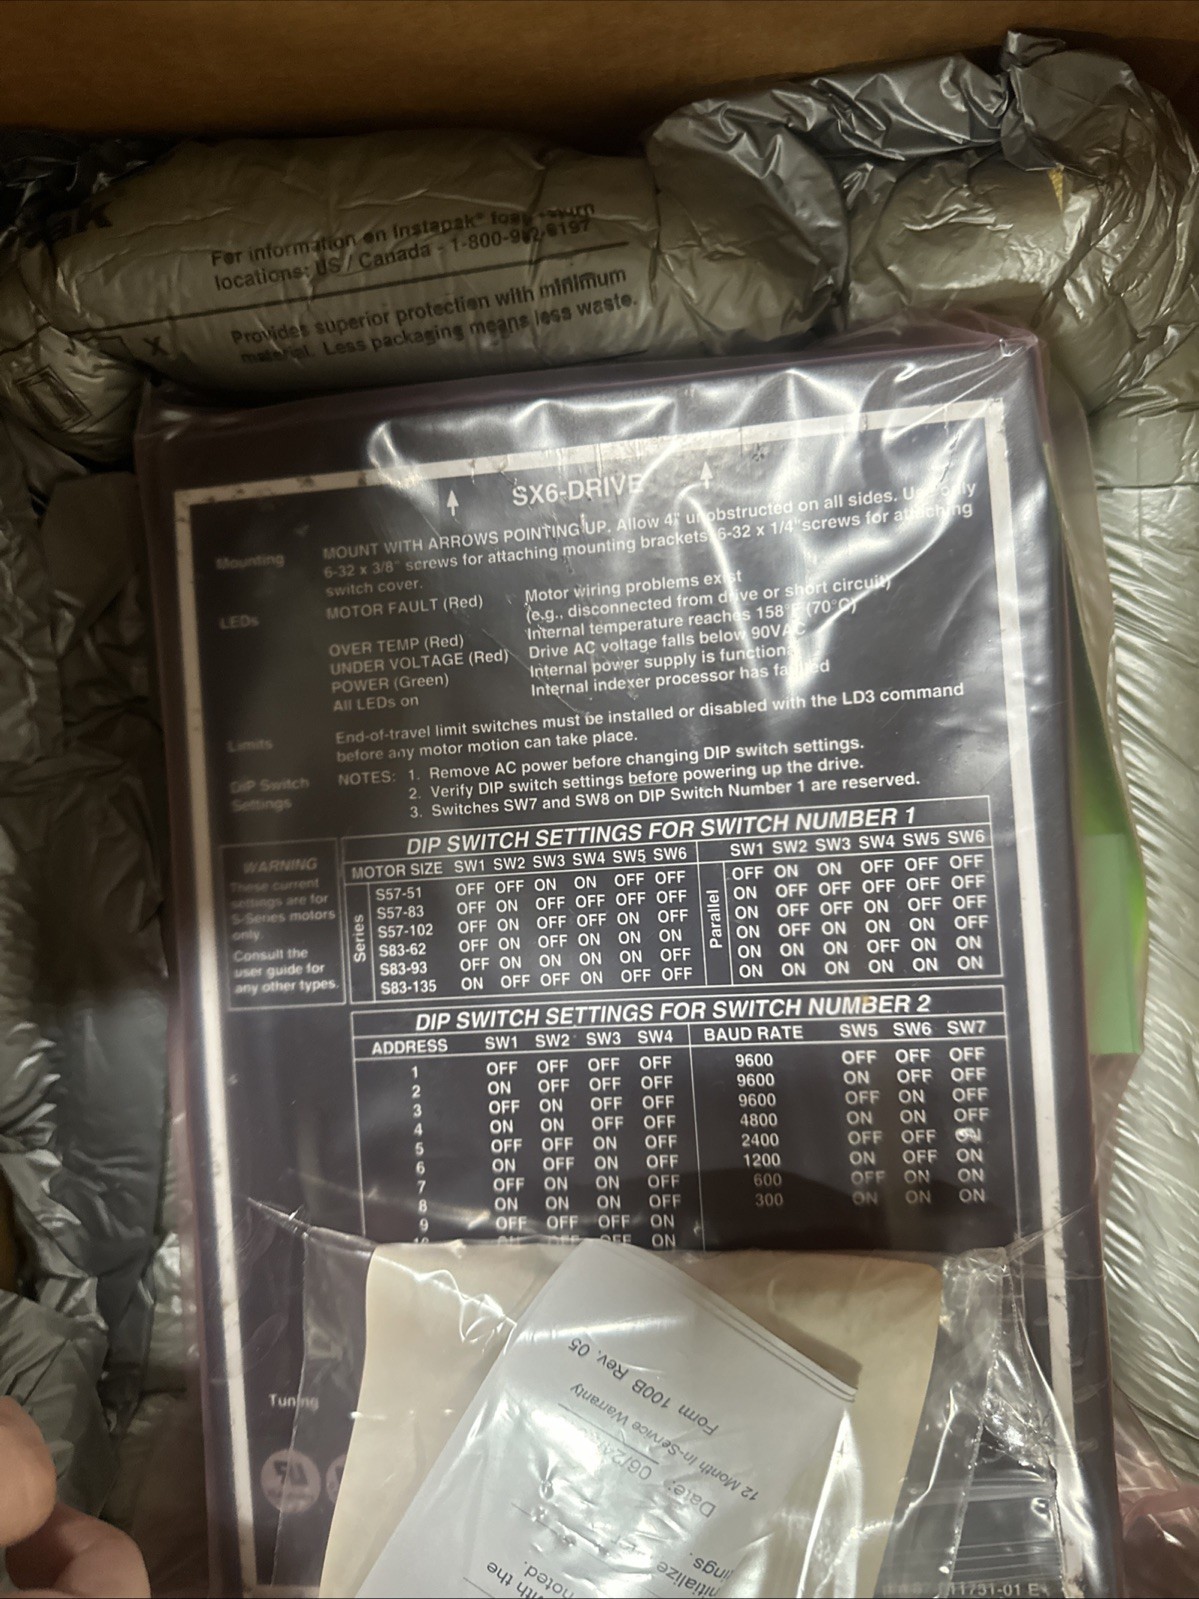 For information on Instapak® foam return
locations: US / Canada - 1-800-982-6197
Provides superior protection with minimum
material. Less packaging means less waste.
SX6-DRIVE
Mounting MOUNT WITH ARROWS POINTING UP. Allow 4" unobstructed on all sides. Use only
6-32 x 3/8" screws for attaching mounting brackets, 6-32 x 1/4" screws for attaching
switch cover.
LEDs MOTOR FAULT (Red) Motor wiring problems exist
(e.g., disconnected from drive or short circuit)
OVER TEMP (Red) Internal temperature reaches 158°F (70°C)
UNDER VOLTAGE (Red) Drive AC voltage falls below 90VAC
POWER (Green) Internal power supply is functional
All LEDs on Internal indexer processor has faulted
Limits End-of-travel limit switches must be installed or disabled with the LD3 command
before any motor motion can take place.
DIP Switch Settings NOTES: 1. Remove AC power before changing DIP switch settings.
2. Verify DIP switch settings before powering up the drive.
3. Switches SW7 and SW8 on DIP Switch Number 1 are reserved.
WARNING
These current
settings are for
S-Series motors
only.
Consult the
user guide for
any other types.
DIP SWITCH SETTINGS FOR SWITCH NUMBER 1
MOTOR SIZE SW1 SW2 SW3 SW4 SW5 SW6 SW1 SW2 SW3 SW4 SW5 SW6
Series
Parallel
S57-51 OFF OFF ON ON OFF OFF OFF ON ON OFF OFF OFF
S57-83 OFF ON OFF OFF OFF OFF ON OFF OFF OFF OFF OFF
S57-102 OFF ON OFF OFF ON OFF ON OFF OFF ON OFF OFF
S83-62 OFF ON OFF ON ON ON ON OFF ON ON ON OFF
S83-93 OFF ON ON ON ON OFF ON ON ON OFF ON ON
S83-135 ON OFF OFF ON OFF OFF ON ON ON ON ON ON
DIP SWITCH SETTINGS FOR SWITCH NUMBER 2
ADDRESS SW1 SW2 SW3 SW4 BAUD RATE SW5 SW6 SW7
1 OFF OFF OFF OFF 9600 OFF OFF OFF
2 ON OFF OFF OFF 9600 ON OFF OFF
3 OFF ON OFF OFF 9600 OFF ON OFF
4 ON ON OFF OFF 4800 ON ON OFF
5 OFF OFF ON OFF 2400 OFF OFF ON
6 ON OFF ON OFF 1200 ON OFF ON
7 OFF ON ON OFF 600 OFF ON ON
8 ON ON ON OFF 300 ON ON ON
9 OFF OFF OFF ON
10 ON OFF OFF ON
Form 100B Rev. 05
12 Month In-Service Warranty
Date: 06/24
noted.
Tuning
11751-01 E